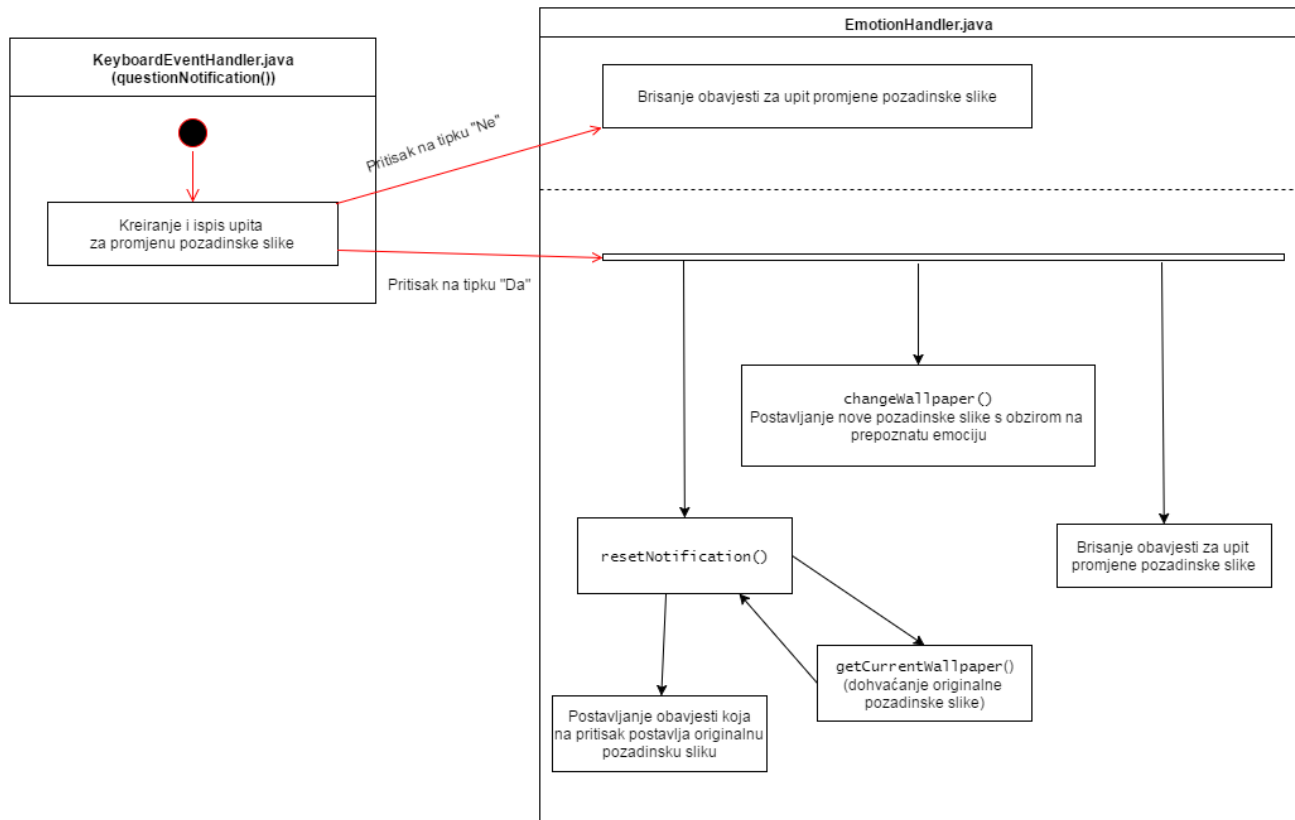 KeyboardEventHandler.java
(questionNotification())
Kreiranje i ispis upita
za promjenu pozadinske slike
Pritisak na tipku "Ne"
Pritisak na tipku "Da"
EmotionHandler.java
Brisanje obavjesti za upit promjene pozadinske slike
changeWallpaper()
Postavljanje nove pozadinske slike s obzirom na
prepoznatu emociju
resetNotification()
Brisanje obavjesti za upit
promjene pozadinske slike
getCurrentWallpaper()
(dohvaćanje originalne
pozadinske slike)
Postavljanje obavjesti koja
na pritisak postavlja originalnu
pozadinsku sliku